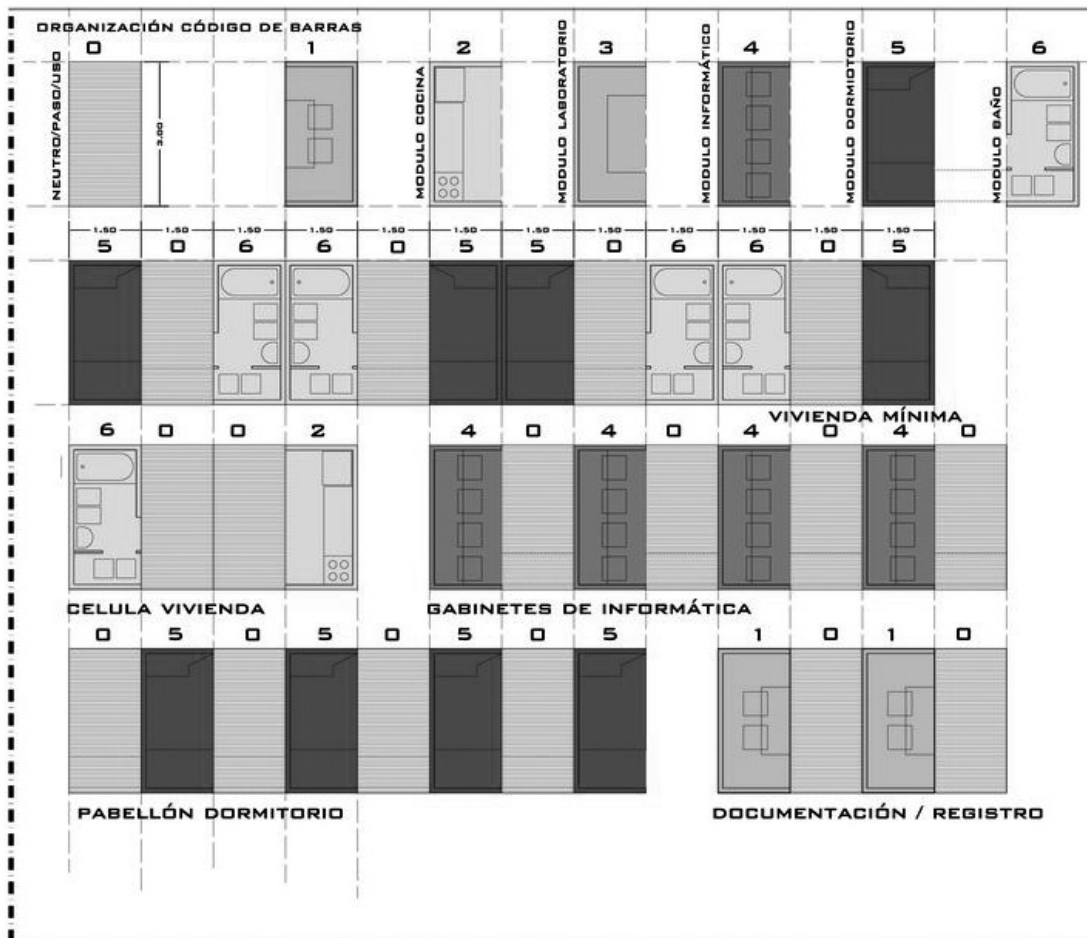 ORGANIZACIÓN CÓDIGO DE BARRAS
0 1 2 3 4 5 6
NEUTRO/PASO/USO
3.00
MODULO COCINA
MODULO LABORATORIO
MODULO INFORMÁTICO
MODULO DORMIOTORIO
MODULO BAÑO
1.50 1.50 1.50 1.50 1.50 1.50 1.50 1.50 1.50 1.50 1.50 1.50
5 0 6 6 0 5 5 0 6 6 0 5
VIVIENDA MÍNIMA
6 0 0 2 4 0 4 0 4 0 4 0
CELULA VIVIENDA GABINETES DE INFORMÁTICA
0 5 0 5 0 5 0 5 1 0 1 0
PABELLÓN DORMITORIO DOCUMENTACIÓN / REGISTRO